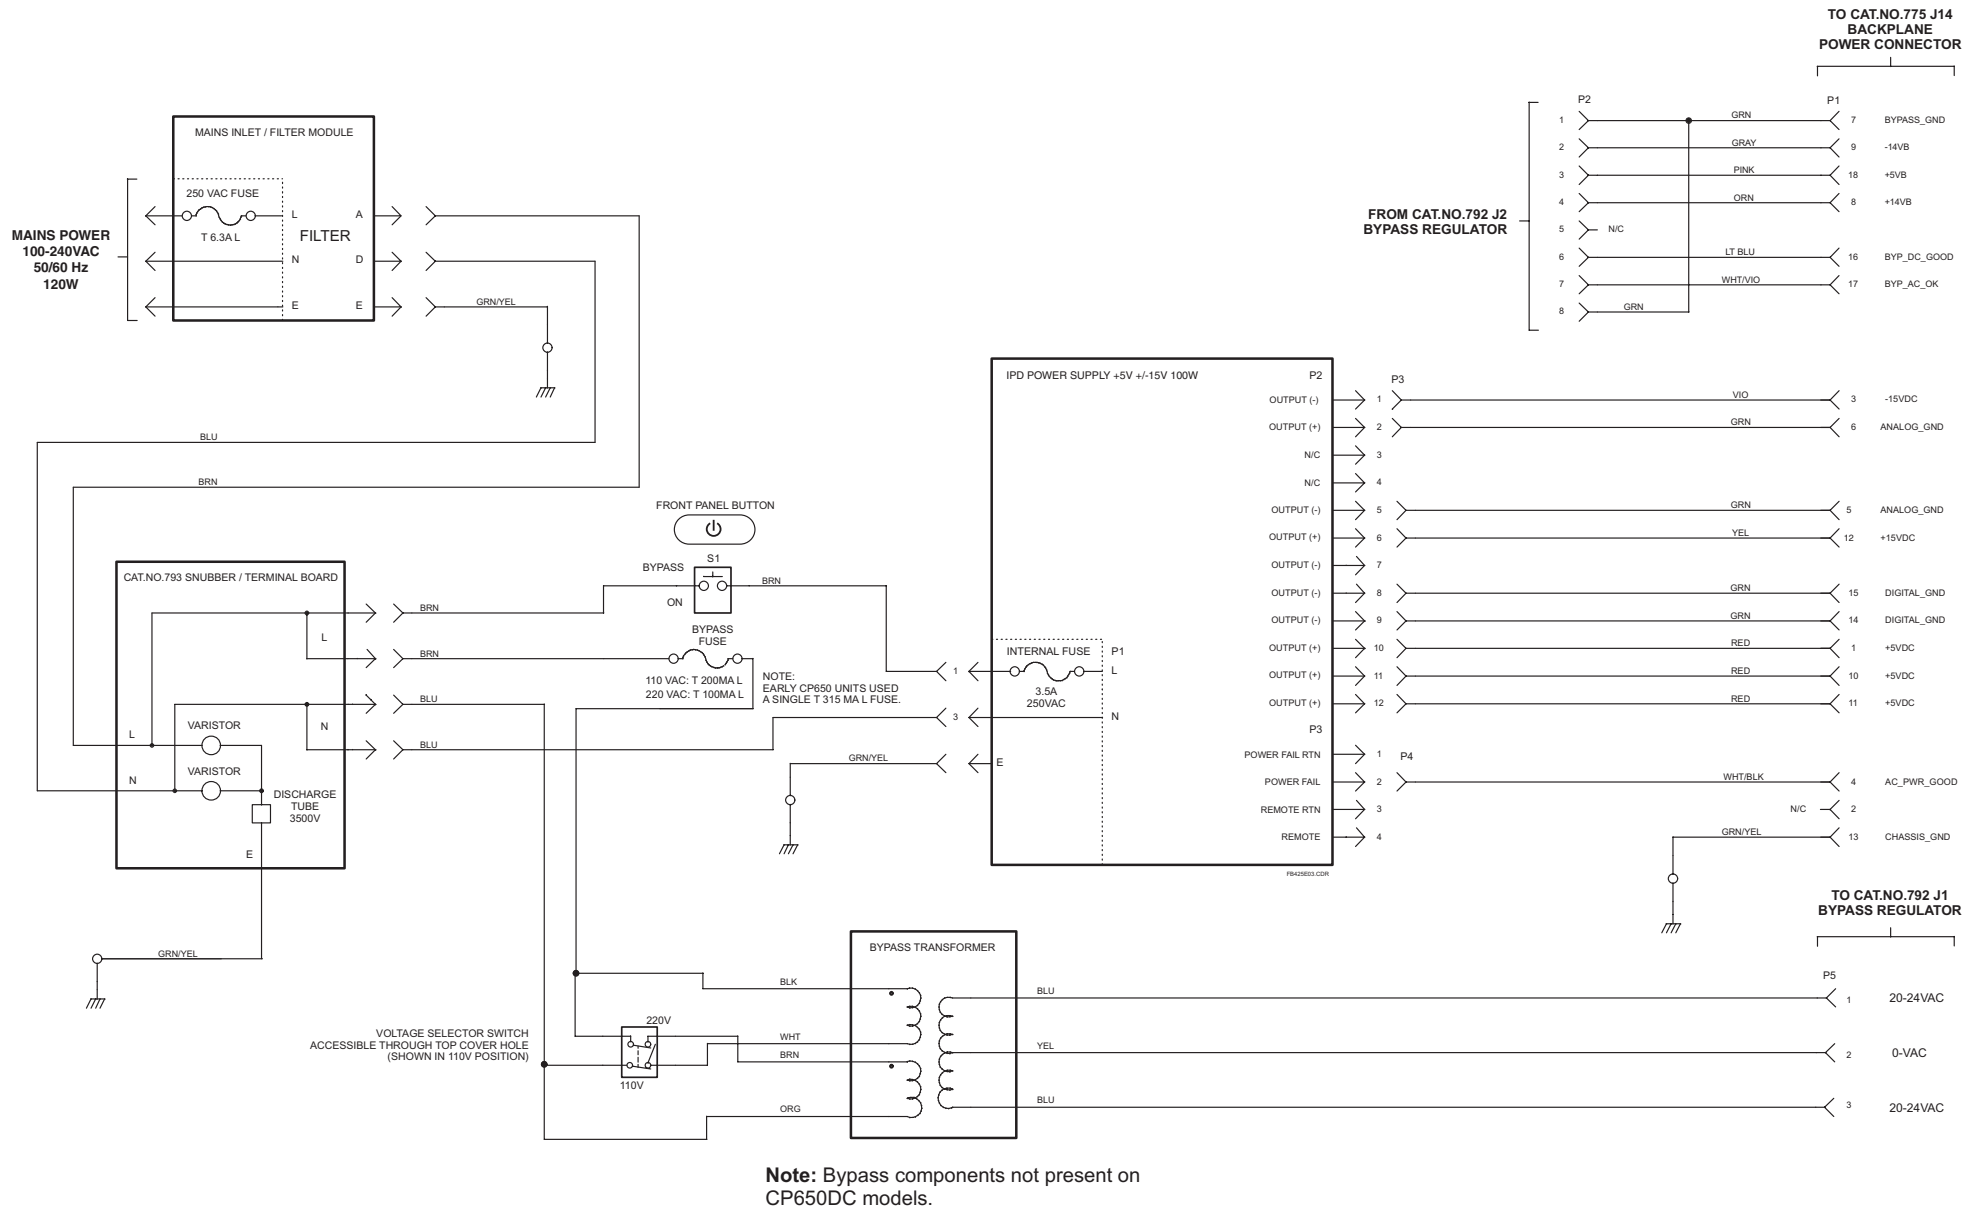 TO CAT.NO.775 J14
BACKPLANE
POWER CONNECTOR
P2
P1
1
GRN
7
BYPASS_GND
2
GRAY
9
-14VB
3
PINK
18
+5VB
4
ORN
8
+14VB
5
N/C
6
LT BLU
16
BYP_DC_GOOD
7
WHT/VIO
17
BYP_AC_OK
8
GRN
FROM CAT.NO.792 J2
BYPASS REGULATOR
MAINS INLET / FILTER MODULE
250 VAC FUSE
T 6.3A L
L
A
FILTER
N
D
E
E
MAINS POWER
100-240VAC
50/60 Hz
120W
GRN/YEL
BLU
BRN
FRONT PANEL BUTTON
S1
BYPASS
ON
BRN
CAT.NO.793 SNUBBER / TERMINAL BOARD
L
BRN
BRN
N
BLU
BLU
L
VARISTOR
N
VARISTOR
DISCHARGE
TUBE
3500V
E
GRN/YEL
BYPASS
FUSE
110 VAC: T 200MA L
220 VAC: T 100MA L
NOTE:
EARLY CP650 UNITS USED
A SINGLE T 315 MA L FUSE.
GRN/YEL
1
3
IPD POWER SUPPLY +5V +/-15V 100W
INTERNAL FUSE
3.5A
250VAC
P1
L
N
E
P2
P3
OUTPUT (-)
1
VIO
3
-15VDC
OUTPUT (+)
2
GRN
6
ANALOG_GND
N/C
3
N/C
4
OUTPUT (-)
5
GRN
5
ANALOG_GND
OUTPUT (+)
6
YEL
12
+15VDC
OUTPUT (-)
7
OUTPUT (-)
8
GRN
15
DIGITAL_GND
OUTPUT (-)
9
GRN
14
DIGITAL_GND
OUTPUT (+)
10
RED
1
+5VDC
OUTPUT (+)
11
RED
10
+5VDC
OUTPUT (+)
12
RED
11
+5VDC
P3
POWER FAIL RTN
1
P4
POWER FAIL
2
WHT/BLK
4
AC_PWR_GOOD
REMOTE RTN
3
N/C
2
REMOTE
4
GRN/YEL
13
CHASSIS_GND
FB425E03.CDR
TO CAT.NO.792 J1
BYPASS REGULATOR
BYPASS TRANSFORMER
BLK
WHT
BRN
ORG
220V
110V
VOLTAGE SELECTOR SWITCH
ACCESSIBLE THROUGH TOP COVER HOLE
(SHOWN IN 110V POSITION)
P5
BLU
1
20-24VAC
YEL
2
0-VAC
BLU
3
20-24VAC
Note: Bypass components not present on
CP650DC models.